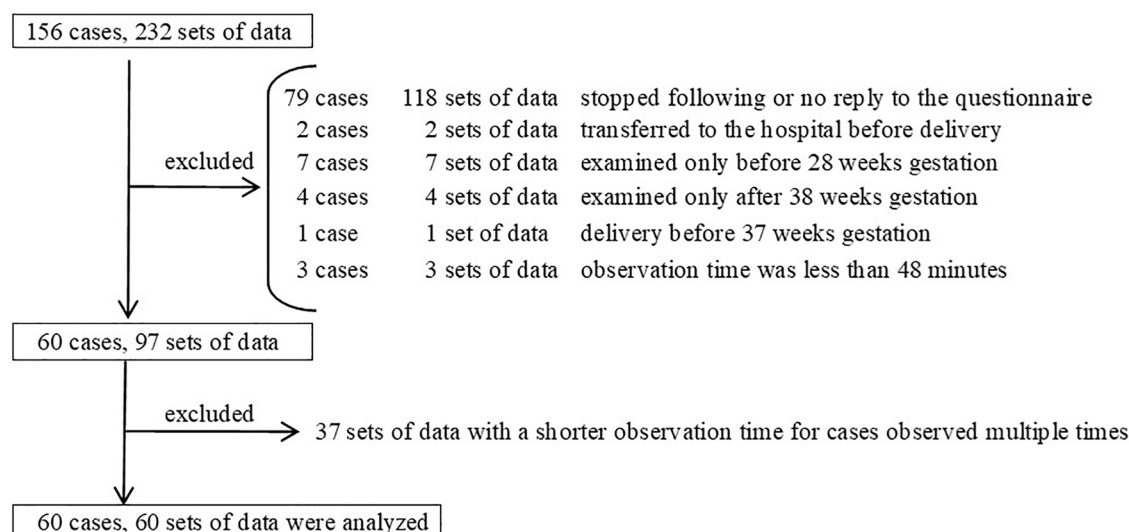 156 cases, 232 sets of data
79 cases 118 sets of data stopped following or no reply to the questionnaire
2 cases 2 sets of data transferred to the hospital before delivery
excluded
7 cases 7 sets of data examined only before 28 weeks gestation
4 cases 4 sets of data examined only after 38 weeks gestation
1 case 1 set of data delivery before 37 weeks gestation
3 cases 3 sets of data observation time was less than 48 minutes
60 cases, 97 sets of data
excluded
37 sets of data with a shorter observation time for cases observed multiple times
60 cases, 60 sets of data were analyzed